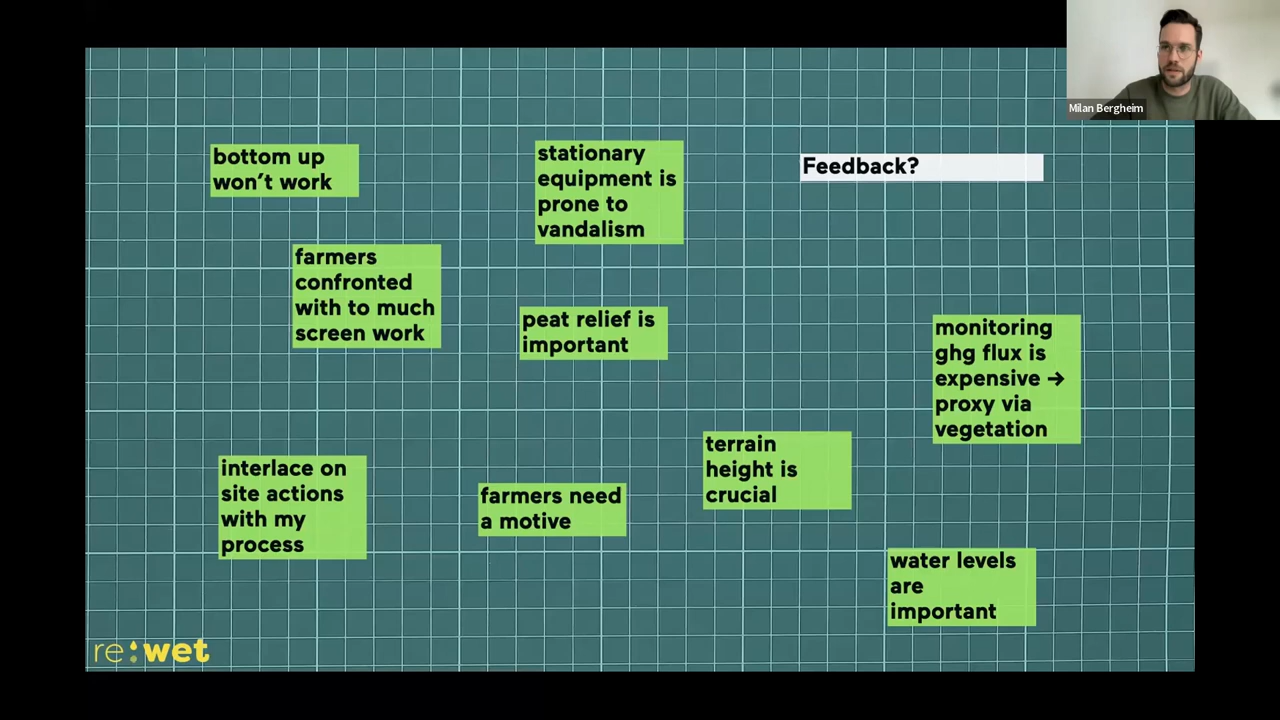 Milan Bergheim
bottom up
won't work
stationary
equipment is
prone to
vandalism
Feedback?
farmers
confronted
with to much
screen work
peat relief is
important
monitoring
ghg flux is
expensive →
proxy via
vegetation
interlace on
site actions
with my
process
farmers need
a motive
terrain
height is
crucial
water levels
are
important
re:wet